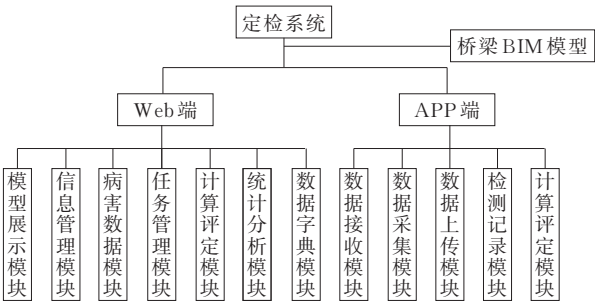 定检系统
桥梁BIM模型
Web端
APP端
模型展示模块
信息管理模块
病害数据模块
任务管理模块
计算评定模块
统计分析模块
数据字典模块
数据接收模块
数据采集模块
数据上传模块
检测记录模块
计算评定模块